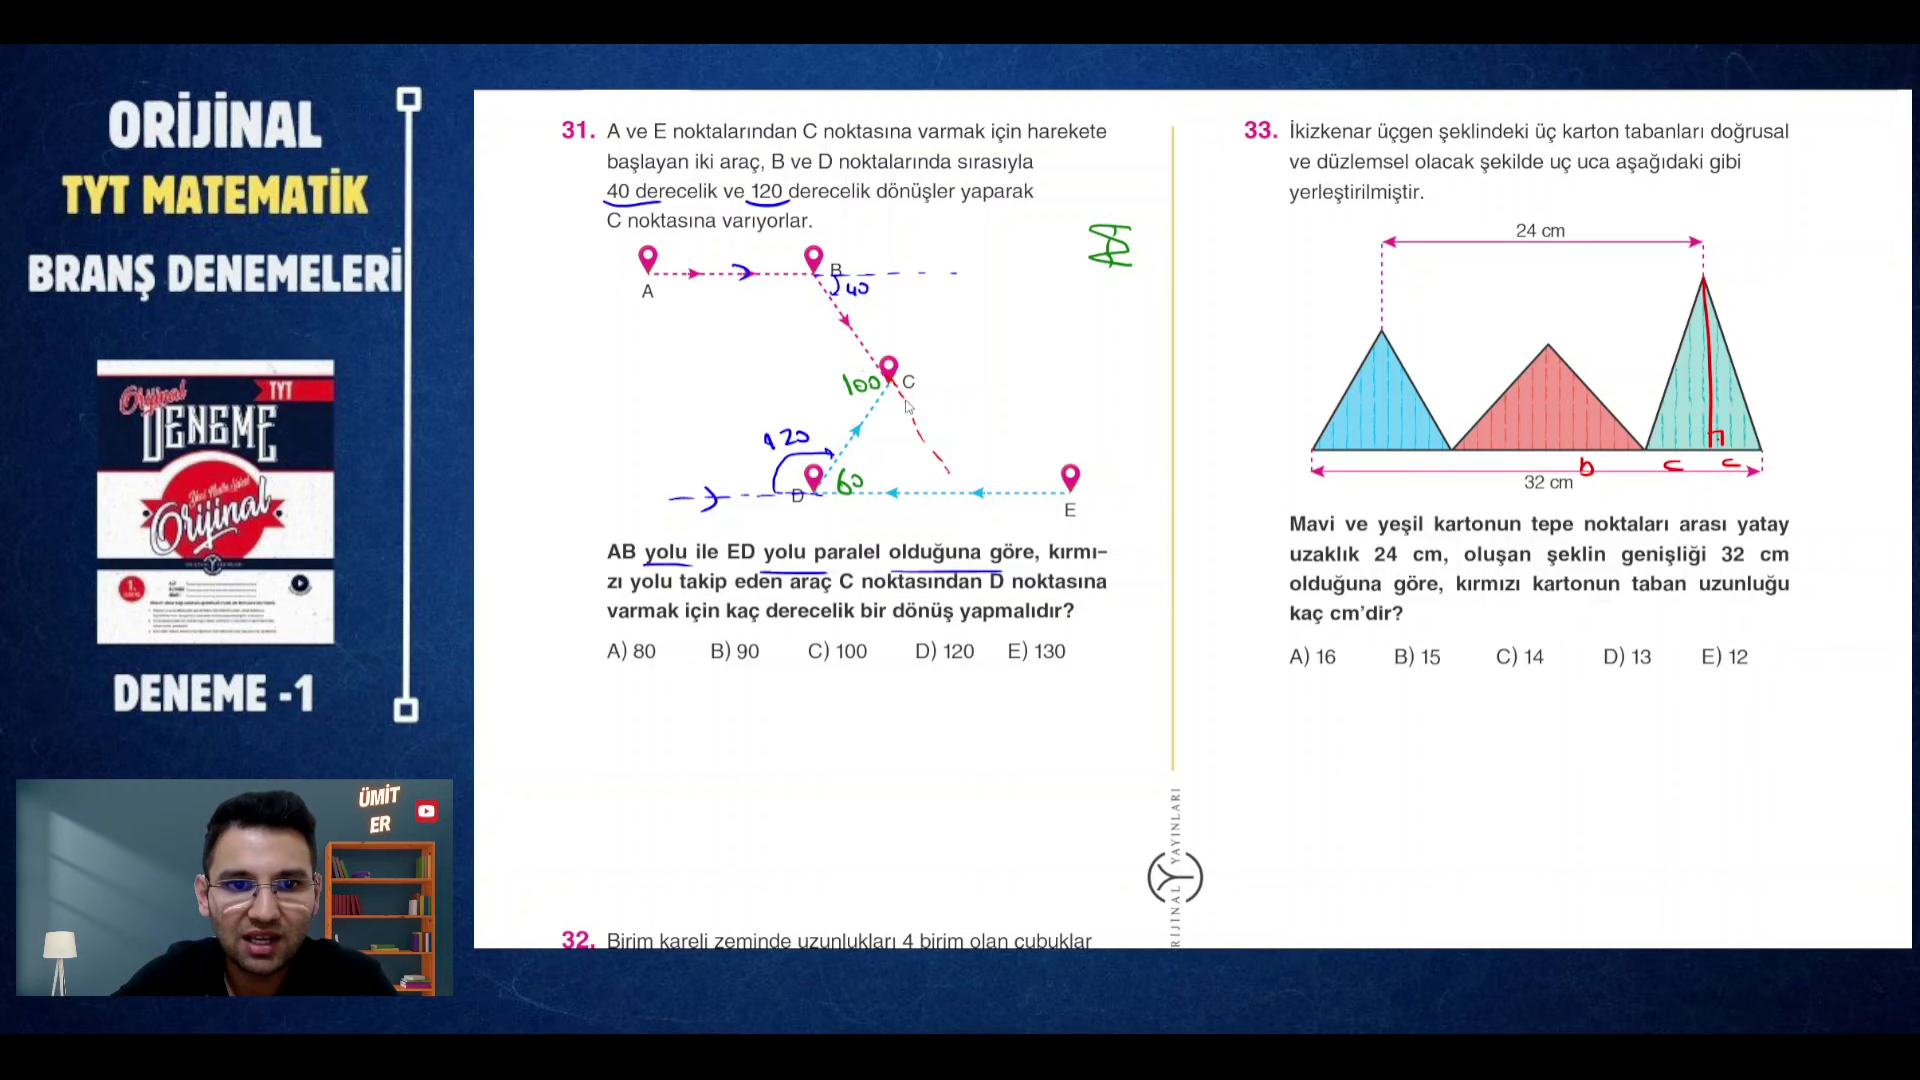 ORİJİNAL
TYT MATEMATİK
BRANŞ DENEMELERİ
Orijinal
TYT
DENEME
Orijinal
DENEME -1
ÜMİT
ER
31. A ve E noktalarından C noktasına varmak için harekete
başlayan iki araç, B ve D noktalarında sırasıyla
40 derecelik ve 120 derecelik dönüşler yaparak
C noktasına varıyorlar.
A
B
40
100
C
120
D
60
E
AB yolu ile ED yolu paralel olduğuna göre, kırmı-
zı yolu takip eden araç C noktasından D noktasına
varmak için kaç derecelik bir dönüş yapmalıdır?
A) 80 B) 90 C) 100 D) 120 E) 130
32. Birim kareli zeminde uzunlukları 4 birim olan çubuklar
RİJİNAL YAYINLARI
33. İkizkenar üçgen şeklindeki üç karton tabanları doğrusal
ve düzlemsel olacak şekilde uç uca aşağıdaki gibi
yerleştirilmiştir.
24 cm
b c c
32 cm
Mavi ve yeşil kartonun tepe noktaları arası yatay
uzaklık 24 cm, oluşan şeklin genişliği 32 cm
olduğuna göre, kırmızı kartonun taban uzunluğu
kaç cm'dir?
A) 16 B) 15 C) 14 D) 13 E) 12